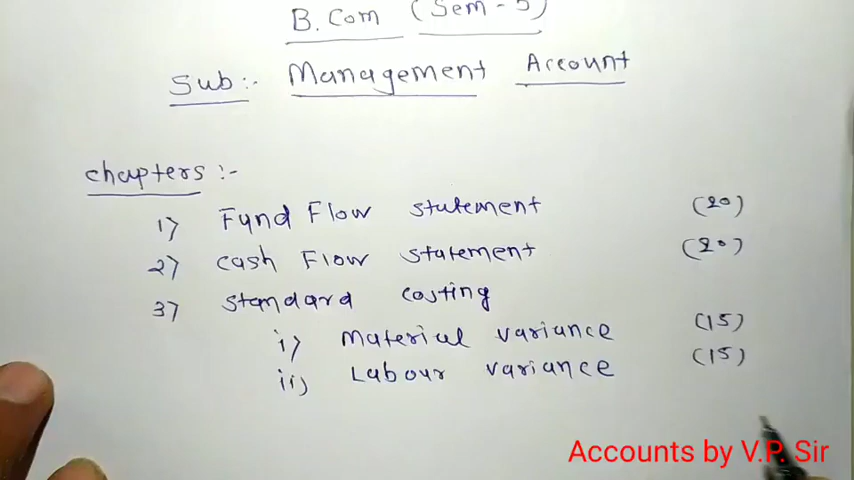 B.Com (Sem - 5)
Sub:- Management Account
chapters :-
1) Fund Flow statement (20)
2) cash Flow statement (20)
3) standard costing
i) material variance (15)
ii) Labour variance (15)
Accounts by V.P. Sir